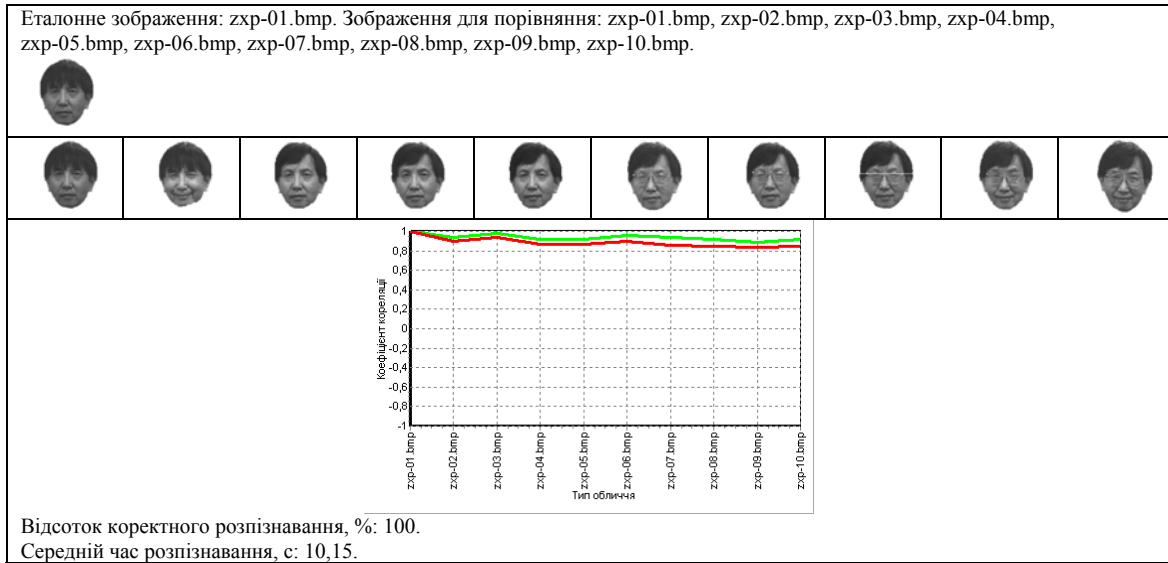 Еталонне зображення: zxp-01.bmp. Зображення для порівняння: zxp-01.bmp, zxp-02.bmp, zxp-03.bmp, zxp-04.bmp,
zxp-05.bmp, zxp-06.bmp, zxp-07.bmp, zxp-08.bmp, zxp-09.bmp, zxp-10.bmp.
Коефіцієнт кореляції
1
0,8
0,6
0,4
0,2
0
-0,2
-0,4
-0,6
-0,8
-1
zxp-01.bmp
zxp-02.bmp
zxp-03.bmp
zxp-04.bmp
zxp-05.bmp
zxp-06.bmp
zxp-07.bmp
zxp-08.bmp
zxp-09.bmp
zxp-10.bmp
Тип обличчя
Відсоток коректного розпізнавання, %: 100.
Середній час розпізнавання, с: 10,15.